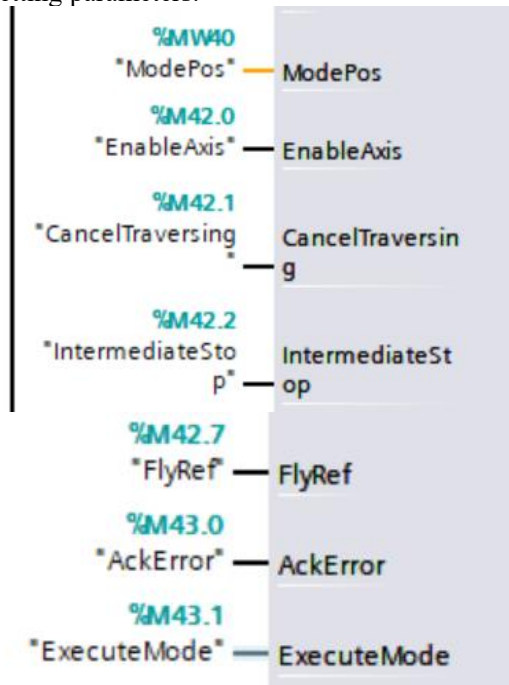 %MW40
"ModePos"
ModePos
%M42.0
"EnableAxis"
EnableAxis
%M42.1
"CancelTraversing
"
CancelTraversin
g
%M42.2
"IntermediateSto
p"
IntermediateSt
op
%M42.7
"FlyRef"
FlyRef
%M43.0
"AckError"
AckError
%M43.1
"ExecuteMode"
ExecuteMode